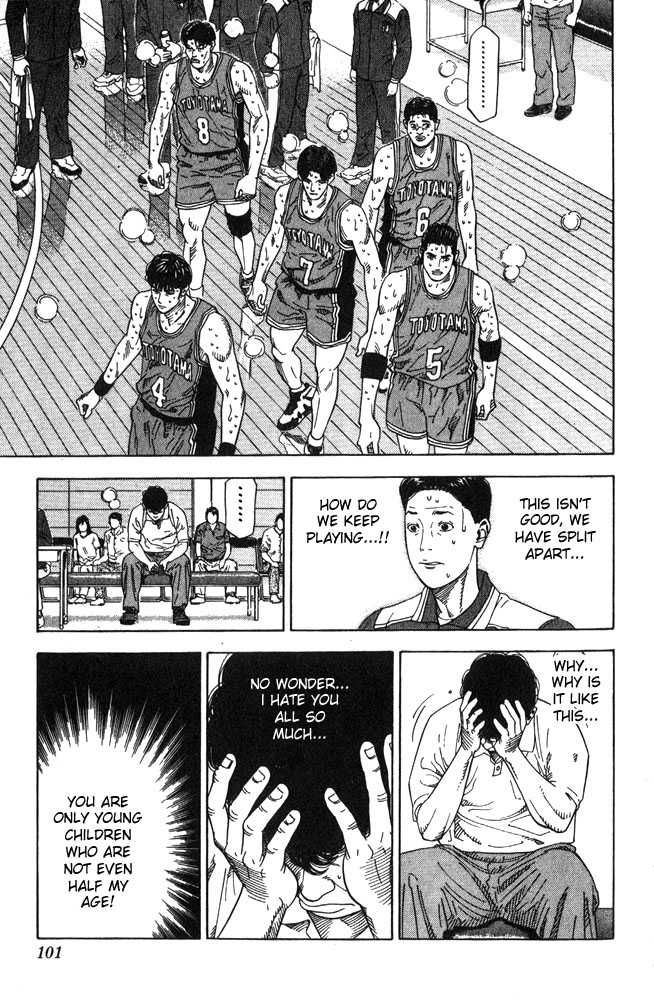 .......
TOYOTAMA
8
TOYOTAMA
6
TOYOTAMA
7
TOYOTAMA
5
TOYOTAMA
4
THIS ISN'T
GOOD, WE
HAVE SPLIT
APART...
HOW DO
WE KEEP
PLAYING...!!
.....
WHY...
WHY IS
IT LIKE
THIS...
NO WONDER...
I HATE YOU
ALL SO
MUCH...
YOU ARE
ONLY YOUNG
CHILDREN
WHO ARE
NOT EVEN
HALF MY
AGE!
101